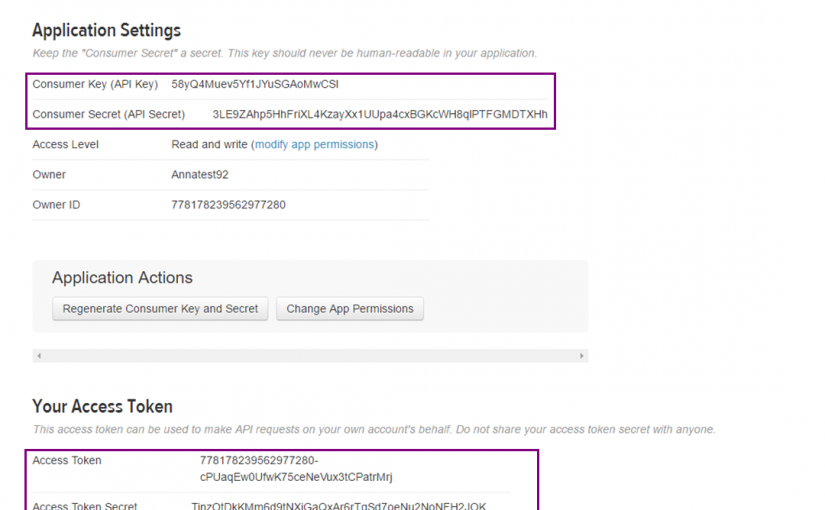 Application Settings
Keep the "Consumer Secret" a secret. This key should never be human-readable in your application.
Consumer Key (API Key) 58yQ4Muev5Yf1JYuSGAoMwCSI
Consumer Secret (API Secret) 3LE9ZAhp5HhFriXL4KzayXx1UUpa4cxBGKcWH8qlPTFGMDTXHh
Access Level Read and write (modify app permissions)
Owner Annatest92
Owner ID 778178239562977280
Application Actions
Regenerate Consumer Key and Secret Change App Permissions
Your Access Token
This access token can be used to make API requests on your own account's behalf. Do not share your access token secret with anyone.
Access Token 778178239562977280-
cPUaqEw0UfwK75ceNeVux3tCPatrMrj
Access Token Secret